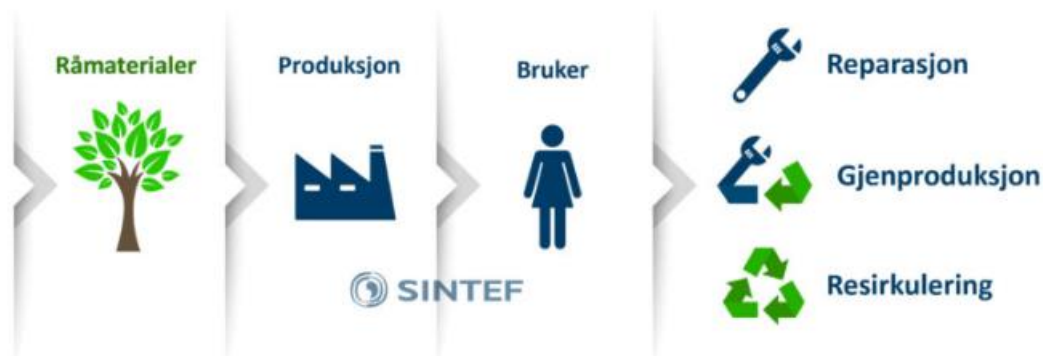 Råmaterialer
Produksjon
Bruker
Reparasjon
Gjenproduksjon
Resirkulering
SINTEF